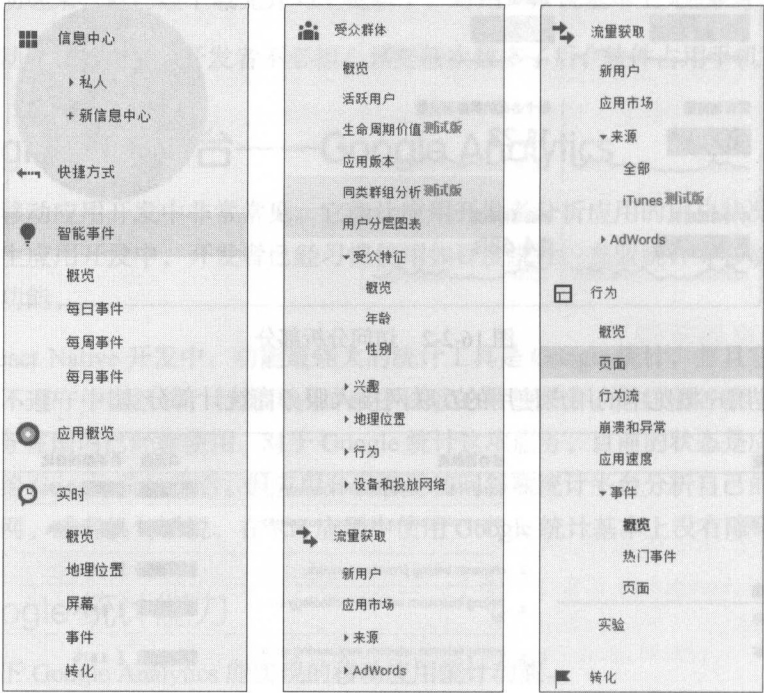 信息中心
▸ 私人
+ 新信息中心
快捷方式
智能事件
概览
每日事件
每周事件
每月事件
应用概览
实时
概览
地理位置
屏幕
事件
转化
受众群体
概览
活跃用户
生命周期价值 测试版
应用版本
同类群组分析 测试版
用户分层图表
▾ 受众特征
概览
年龄
性别
▸ 兴趣
▸ 地理位置
▸ 行为
▸ 设备和投放网络
流量获取
新用户
应用市场
▸ 来源
▸ AdWords
流量获取
新用户
应用市场
▾ 来源
全部
iTunes 测试版
▸ AdWords
行为
概览
页面
行为流
崩溃和异常
应用速度
▾ 事件
概览
热门事件
页面
实验
转化